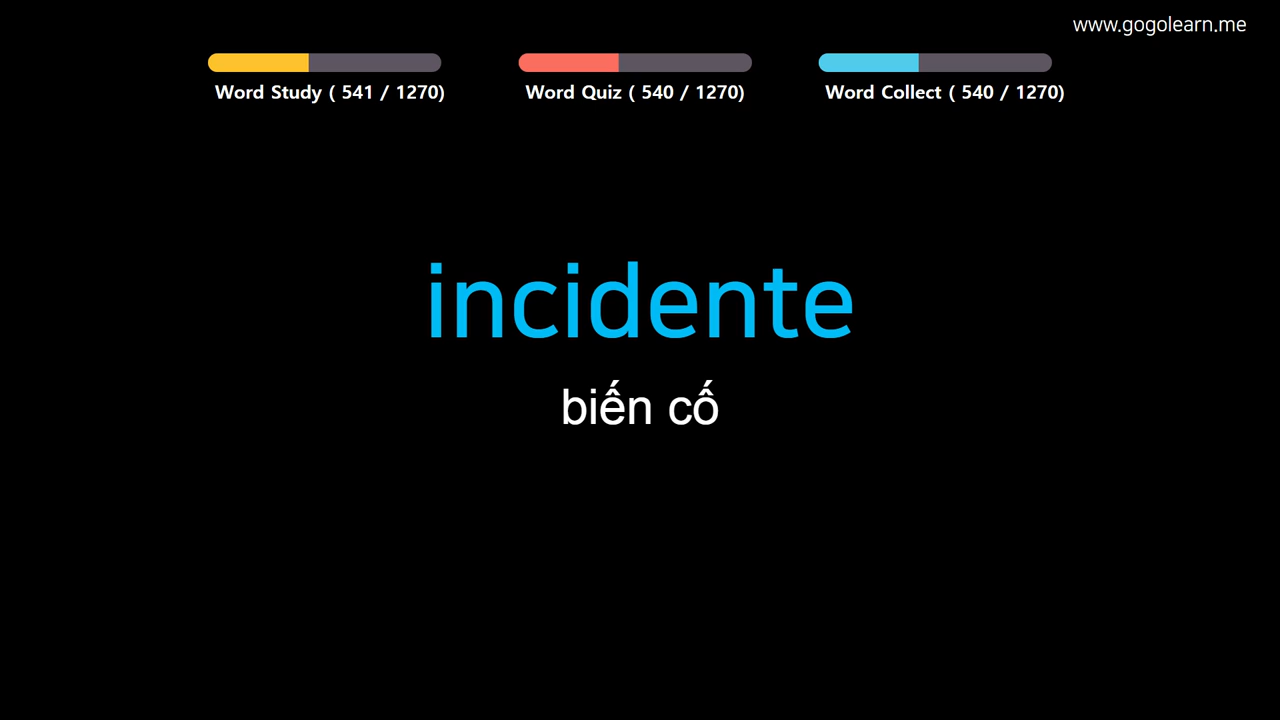 www.gogolearn.me
Word Study ( 541 / 1270)
Word Quiz ( 540 / 1270)
Word Collect ( 540 / 1270)
incidente
biến cố